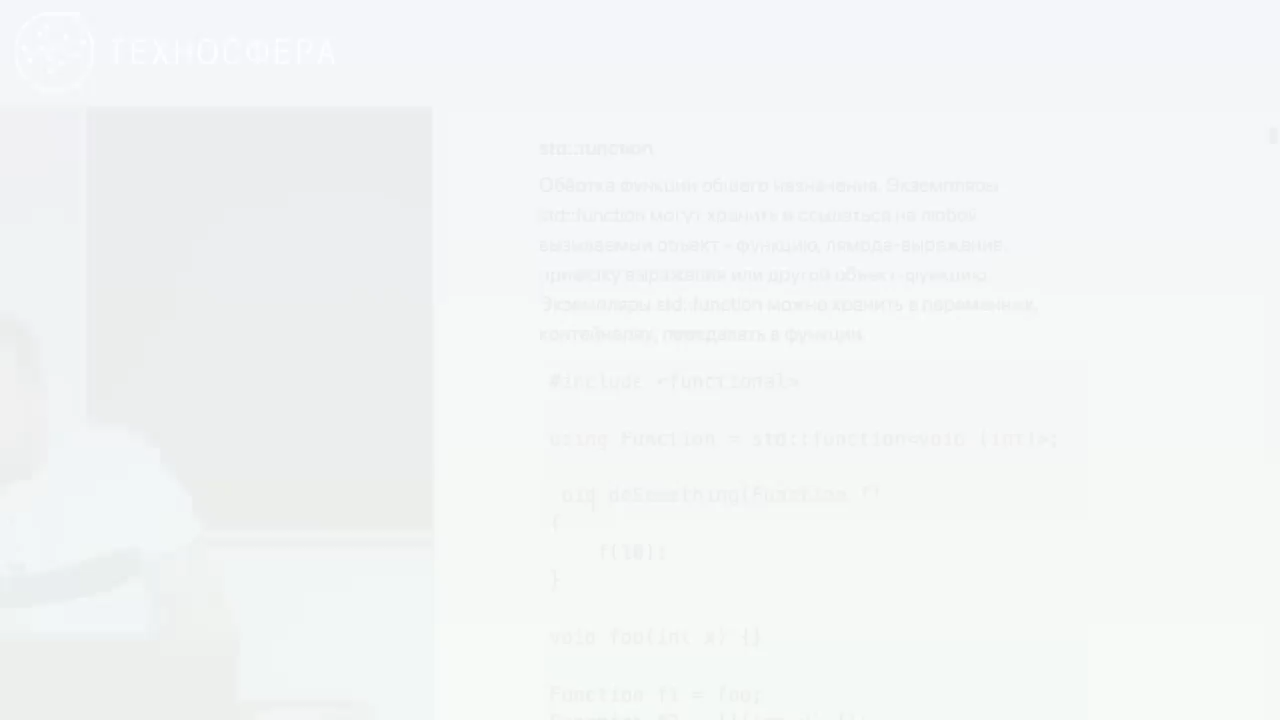 ТЕХНОСФЕРА
std::function
Обёртка функции общего назначения. Экземпляры
std::function могут хранить и ссылаться на любой
вызываемый объект - функцию, лямбда-выражение,
привязку выражения или другой объект-функцию.
Экземпляры std::function можно хранить в переменных,
контейнерах, передавать в функции.
#include <functional>
using Function = std::function<void (int)>;
doSomething(Function f)
{
f(10);
}
void foo(int x) {}
Function f1 = foo;